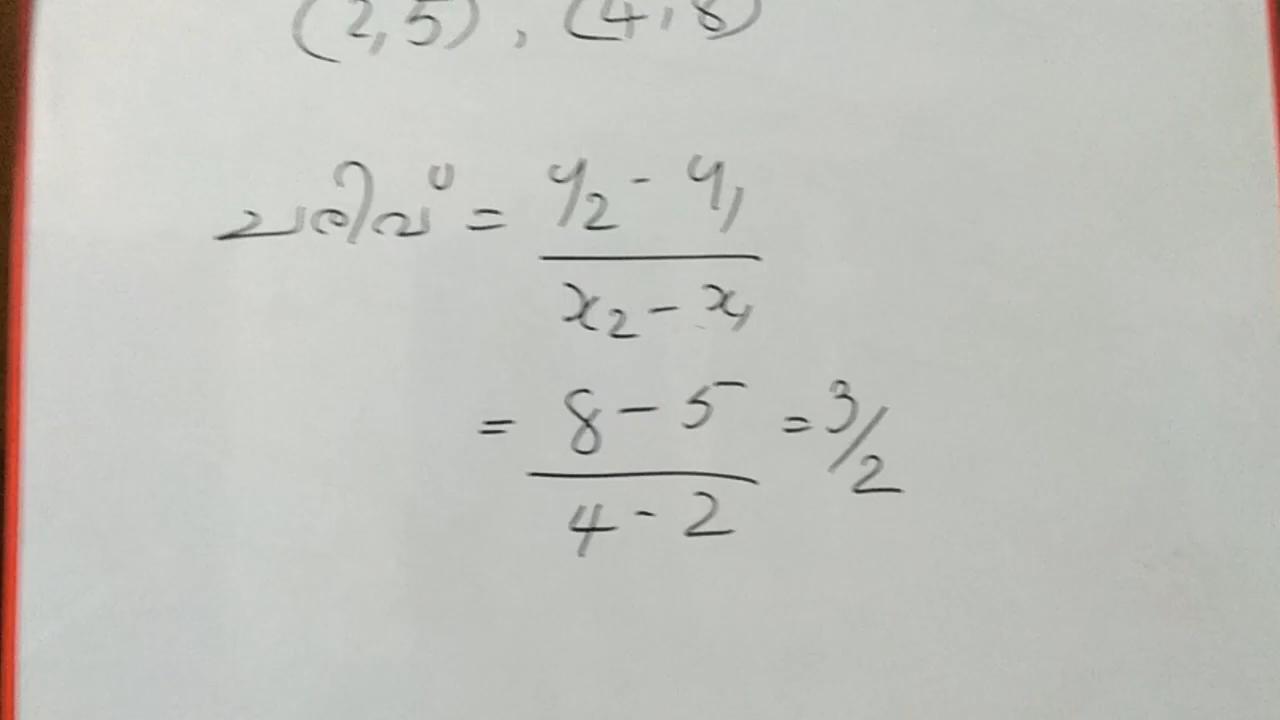 (2,5), (4,8)
ചരിവ് = y₂ - y₁ / x₂ - x₁
= 8 - 5 / 4 - 2 = 3/2